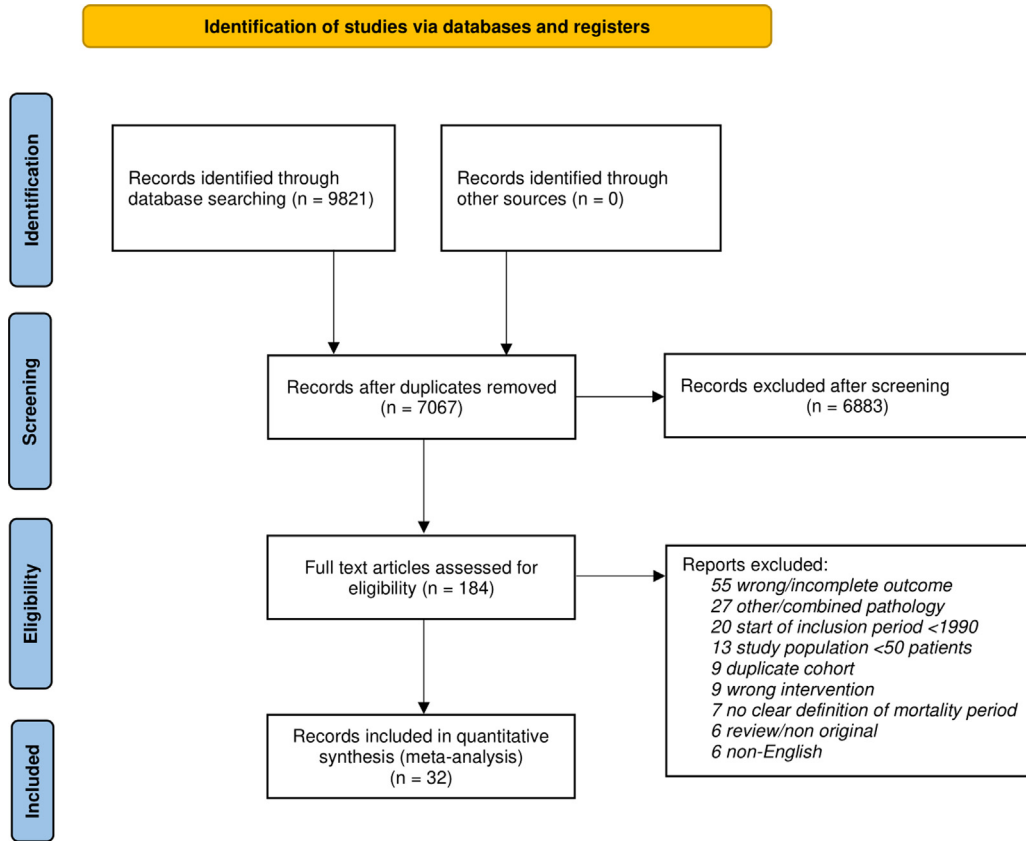 Identification of studies via databases and registers
Identification
Records identified through
database searching (n = 9821)
Records identified through
other sources (n = 0)
Screening
Records after duplicates removed
(n = 7067)
Records excluded after screening
(n = 6883)
Eligibility
Full text articles assessed for
eligibility (n = 184)
Reports excluded:
55 wrong/incomplete outcome
27 other/combined pathology
20 start of inclusion period <1990
13 study population <50 patients
9 duplicate cohort
9 wrong intervention
7 no clear definition of mortality period
6 review/non original
6 non-English
Included
Records included in quantitative
synthesis (meta-analysis)
(n = 32)